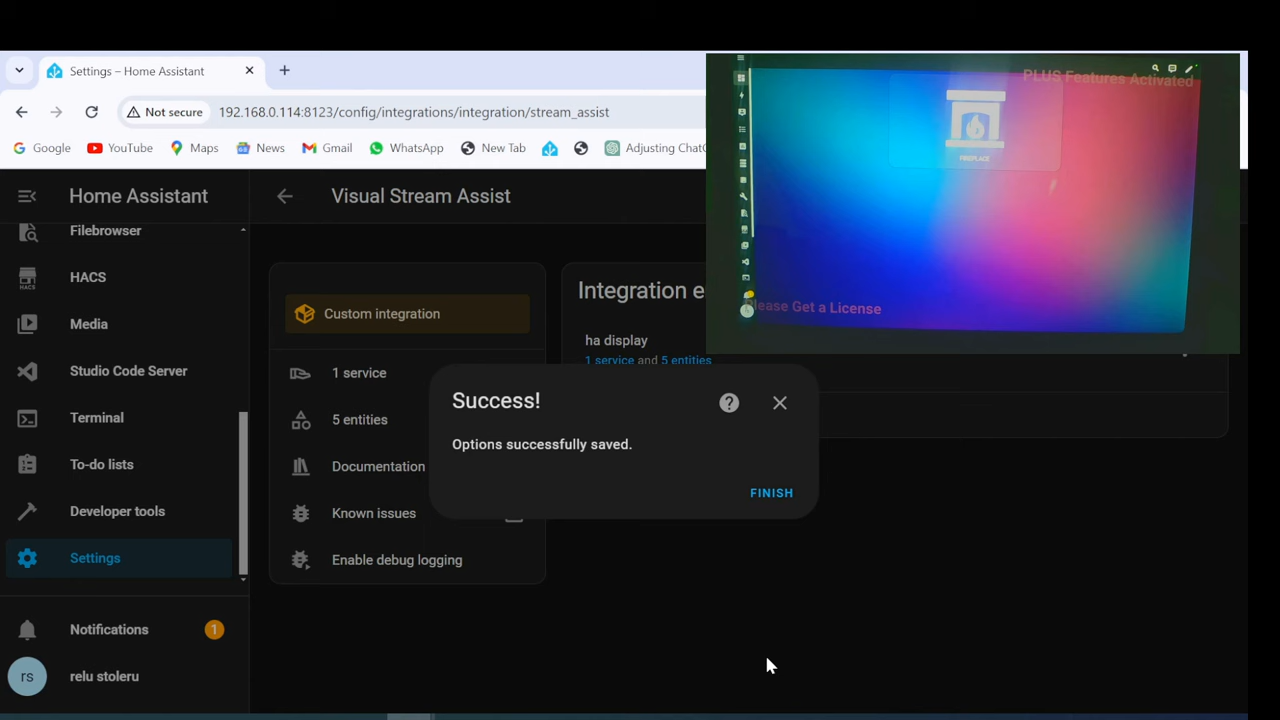 Settings – Home Assistant
Not secure
192.168.0.114:8123/config/integrations/integration/stream_assist
Google
YouTube
Maps
News
Gmail
WhatsApp
New Tab
Adjusting ChatG
PLUS Features Activated
FIREPLACE
Please Get a License
Home Assistant
Visual Stream Assist
Filebrowser
HACS
HACS
Media
Studio Code Server
Terminal
To-do lists
Developer tools
Settings
Notifications
1
rs
relu stoleru
Custom integration
1 service
5 entities
Documentation
Known issues
Enable debug logging
Integration e
ha display
1 service and 5 entities
Success!
Options successfully saved.
FINISH